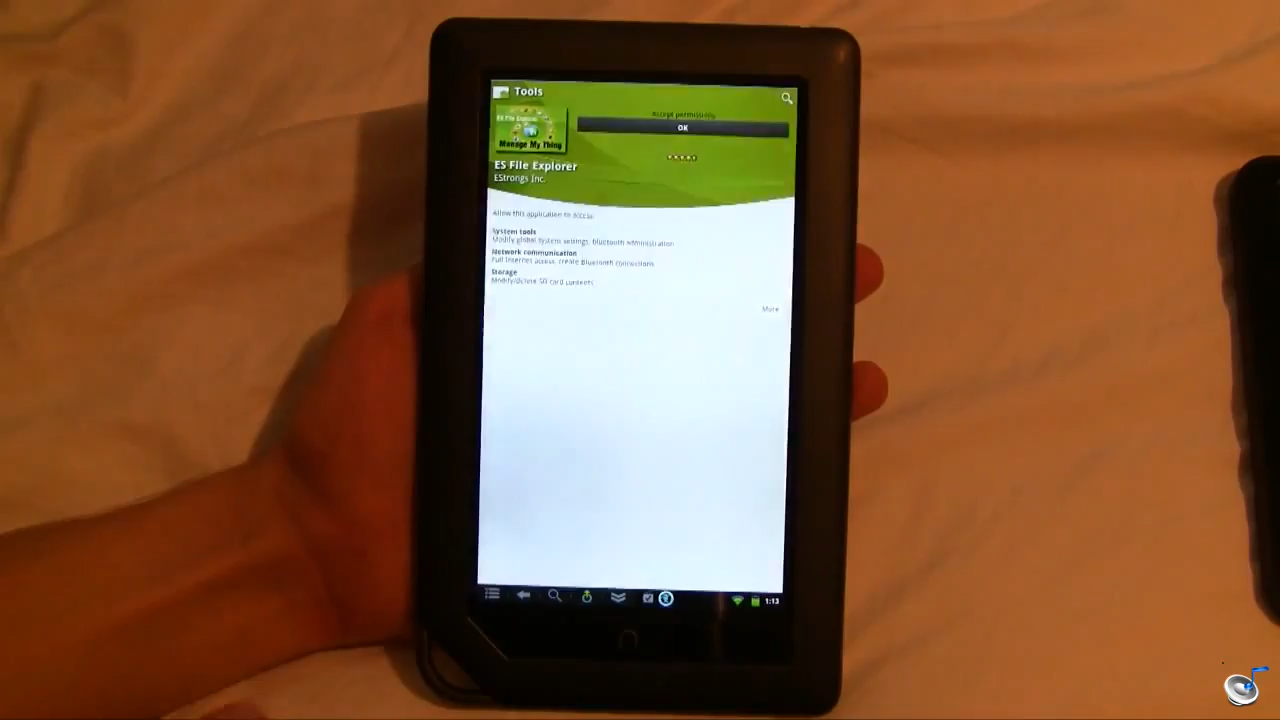 Tools
Accept permissions
OK
ES File Explorer
Manage My Thing
ES File Explorer
EStrongs Inc.
Allow this application to access:
System tools
Modify global system settings, bluetooth administration
Network communication
Full Internet access, create Bluetooth connections
Storage
Modify/delete SD card contents
More
1:13